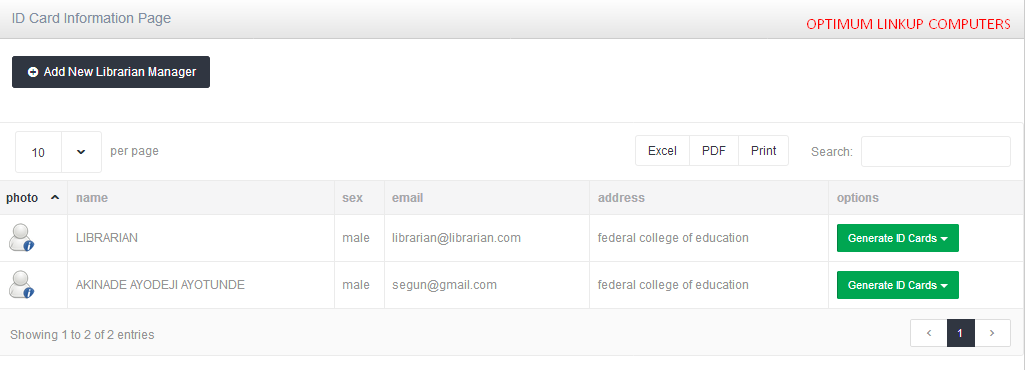 ID Card Information Page
OPTIMUM LINKUP COMPUTERS
Add New Librarian Manager
10 per page Excel PDF Print Search:
photo name sex email address options
LIBRARIAN male librarian@librarian.com federal college of education Generate ID Cards
AKINADE AYODEJI AYOTUNDE male segun@gmail.com federal college of education Generate ID Cards
Showing 1 to 2 of 2 entries 1